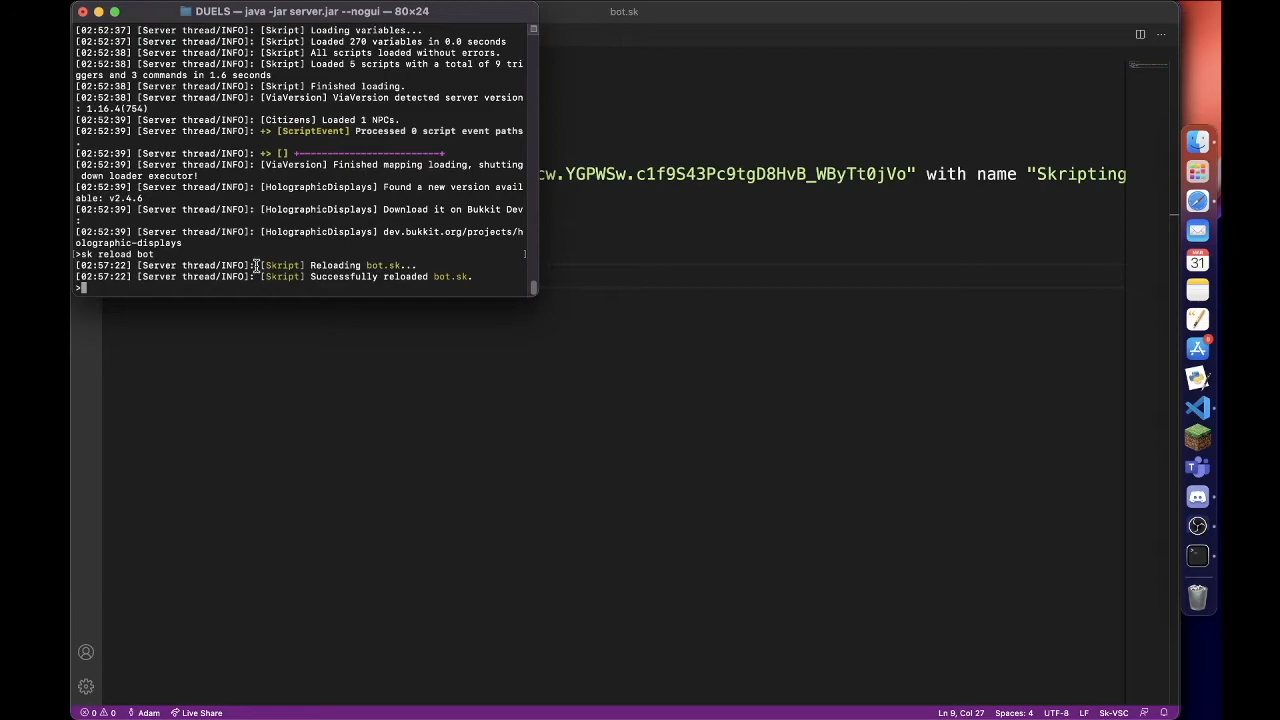 DUELS — java -jar server.jar --nogui — 80×24
bot.sk
[02:52:37] [Server thread/INFO]: [Skript] Loading variables...
[02:52:37] [Server thread/INFO]: [Skript] Loaded 270 variables in 0.0 seconds
[02:52:38] [Server thread/INFO]: [Skript] All scripts loaded without errors.
[02:52:38] [Server thread/INFO]: [Skript] Loaded 5 scripts with a total of 9 tri
ggers and 3 commands in 1.6 seconds
[02:52:38] [Server thread/INFO]: [Skript] Finished loading.
[02:52:38] [Server thread/INFO]: [ViaVersion] ViaVersion detected server version
: 1.16.4(754)
[02:52:39] [Server thread/INFO]: [Citizens] Loaded 1 NPCs.
[02:52:39] [Server thread/INFO]: +> [ScriptEvent] Processed 0 script event paths
.
[02:52:39] [Server thread/INFO]: +> [] +-------------------------+
[02:52:39] [Server thread/INFO]: [ViaVersion] Finished mapping loading, shutting
 down loader executor!
[02:52:39] [Server thread/INFO]: [HolographicDisplays] Found a new version avai
able: v2.4.6
[02:52:39] [Server thread/INFO]: [HolographicDisplays] Download it on Bukkit Dev
:
[02:52:39] [Server thread/INFO]: [HolographicDisplays] dev.bukkit.org/projects/h
olographic-displays
[>sk reload bot ]
[02:57:22] [Server thread/INFO]: [Skript] Reloading bot.sk...
[02:57:22] [Server thread/INFO]: [Skript] Successfully reloaded bot.sk.
>
cw.YGPWSw.c1f9S43Pc9tgD8HvB_WByTt0jVo" with name "Skripting
MAR
31
8
0 0 Adam Live Share Ln 9, Col 27 Spaces: 4 UTF-8 LF Sk-VSC